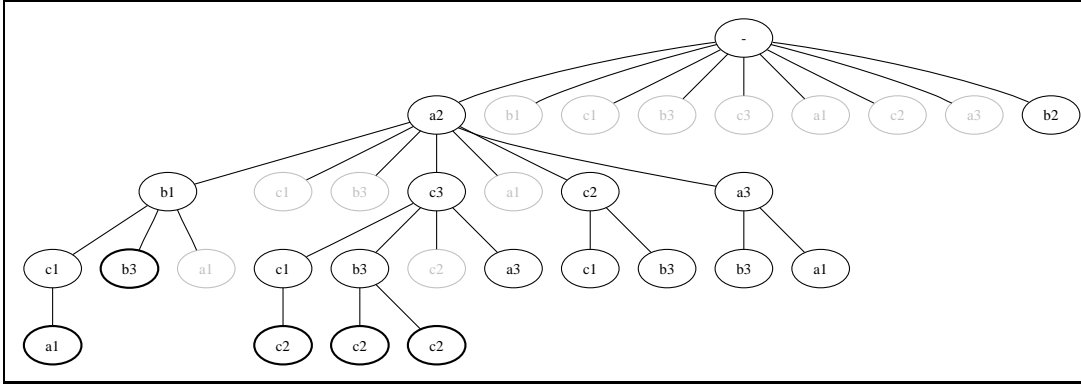 -
a2 b1 c1 b3 c3 a1 c2 a3 b2
b1 c1 b3 c3 a1 c2 a3
c1 b3 a1 c1 b3 c2 a3 c1 b3 b3 a1
a1 c2 c2 c2